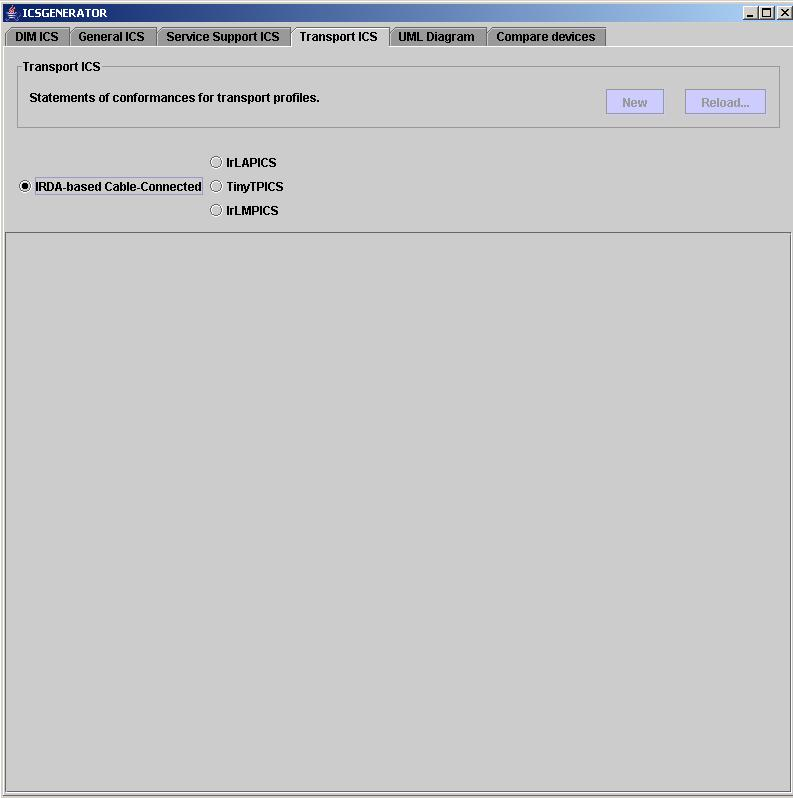 ICSGENERATOR
DIM ICS General ICS Service Support ICS Transport ICS UML Diagram Compare devices
Transport ICS
Statements of conformances for transport profiles.
New Reload...
IrLAPICS
IRDA-based Cable-Connected TinyTPICS
IrLMPICS